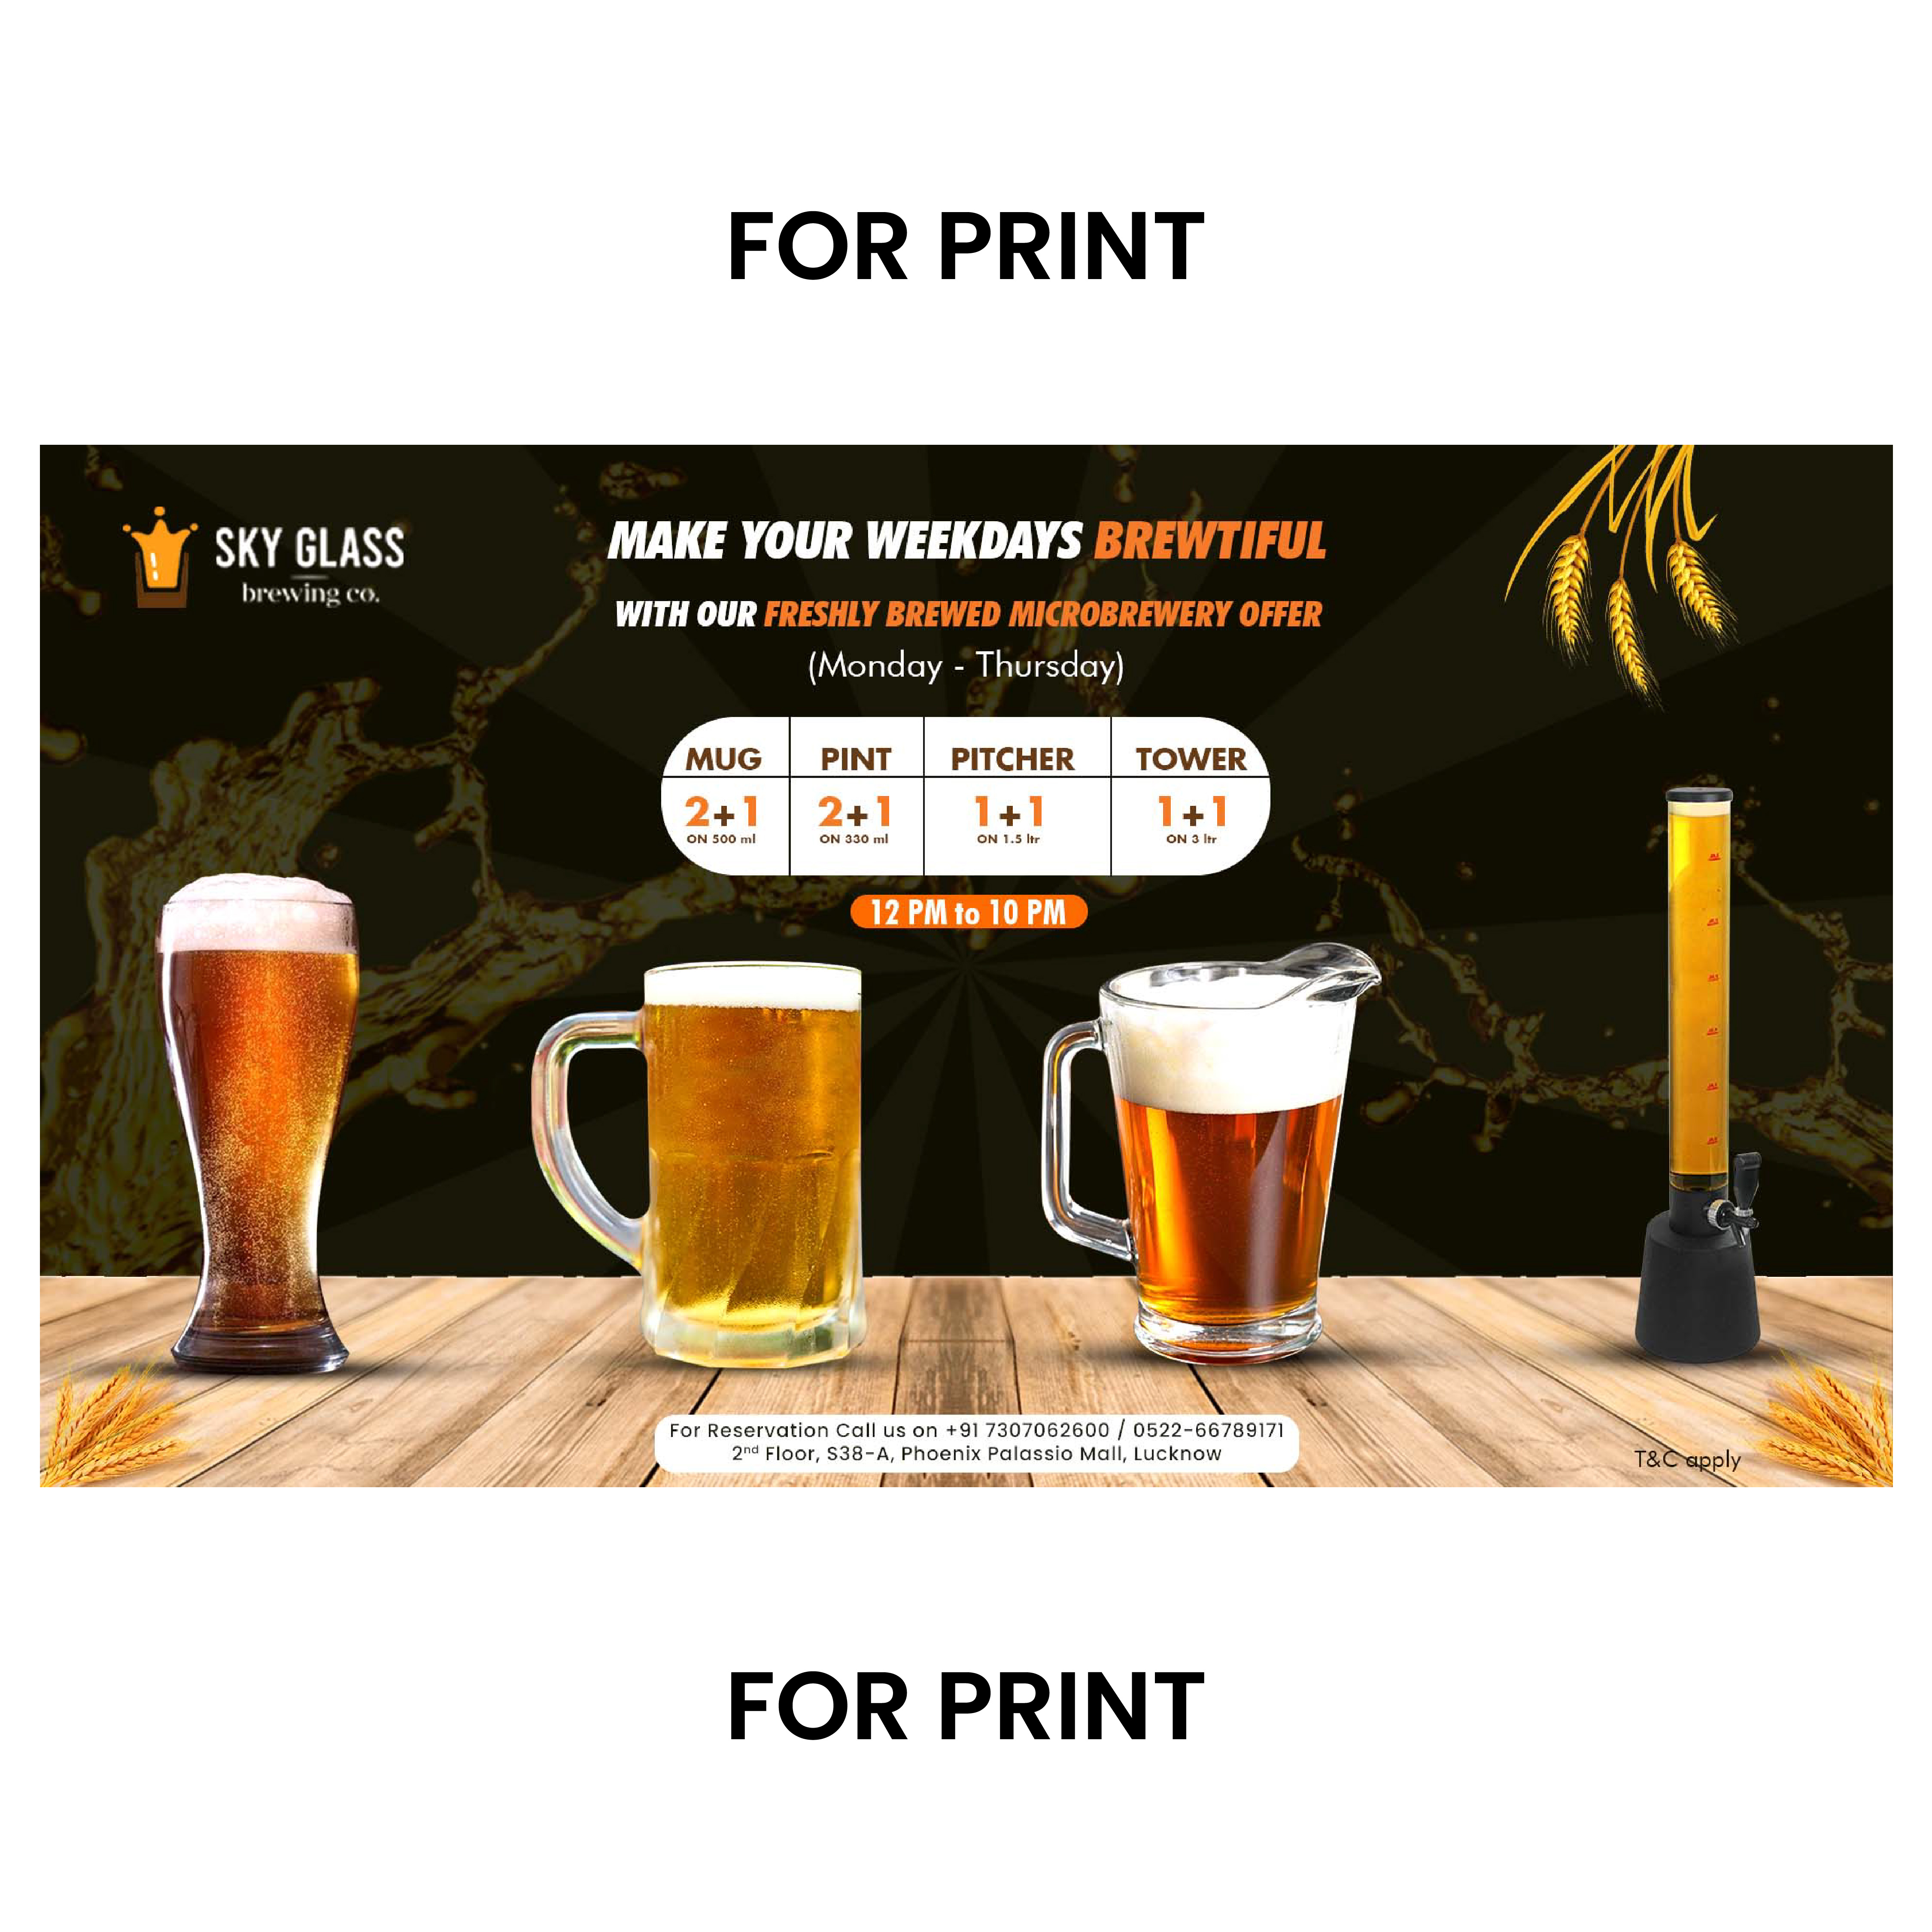 FOR PRINT
SKY GLASS
brewing co.
MAKE YOUR WEEKDAYS BREWTIFUL
WITH OUR FRESHLY BREWED MICROBREWERY OFFER
(Monday - Thursday)
MUG PINT PITCHER TOWER
2+1 2+1 1+1 1+1
ON 500 ml ON 330 ml ON 1.5 ltr ON 3 ltr
12 PM to 10 PM
For Reservation Call us on +91 7307062600 / 0522-66789171
2nd Floor, S38-A, Phoenix Palassio Mall, Lucknow
T&C apply
FOR PRINT